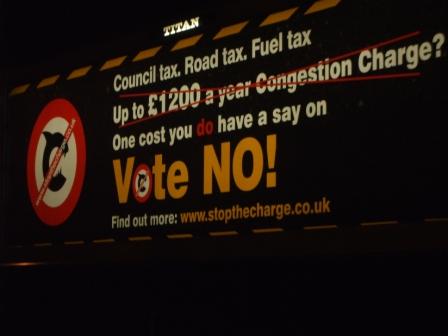 TITAN
Council tax. Road tax. Fuel tax
Up to £1200 a year Congestion Charge?
One cost you do have a say on
Vote NO!
Find out more: www.stopthecharge.co.uk